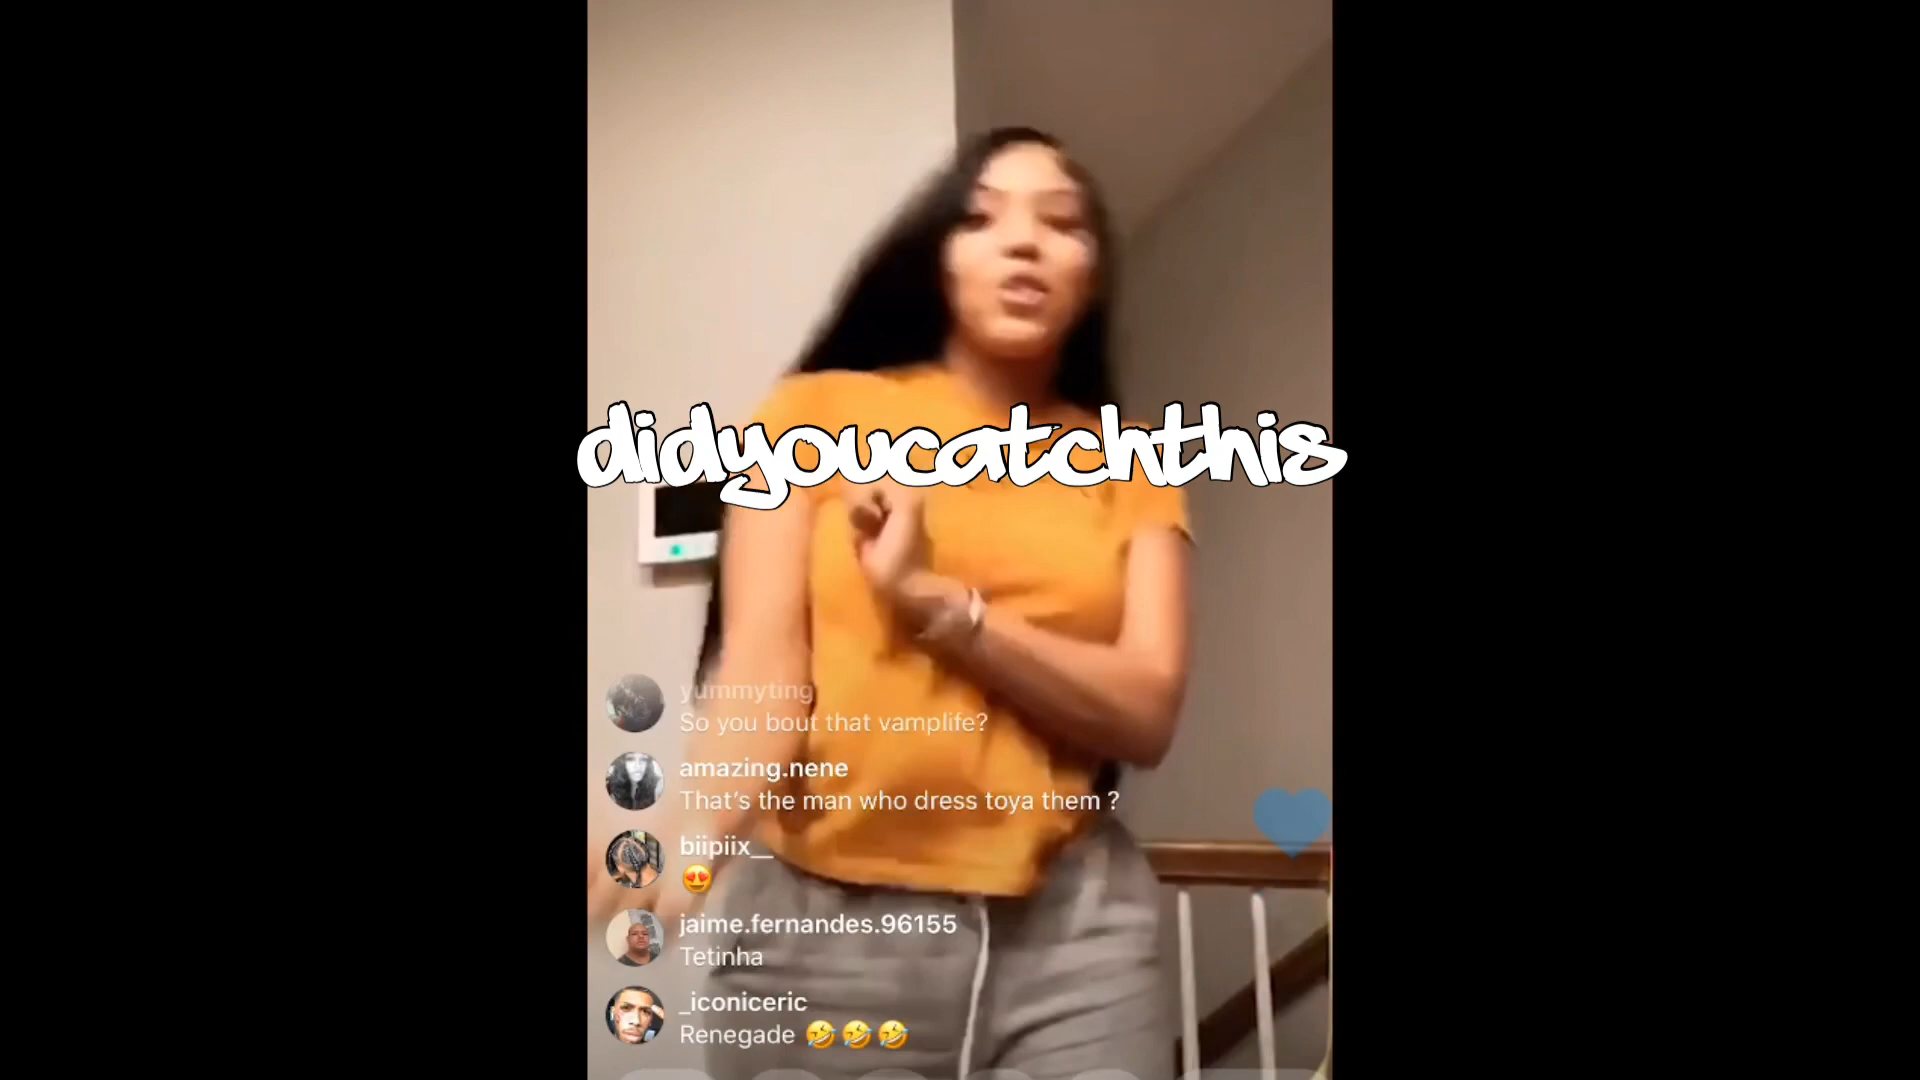 didyoucatchthis
yummyting
So you bout that vamplife?
amazing.nene
That's the man who dress toya them ?
biipiix__
😍
jaime.fernandes.96155
Tetinha
_iconiceric
Renegade 🤣🤣🤣